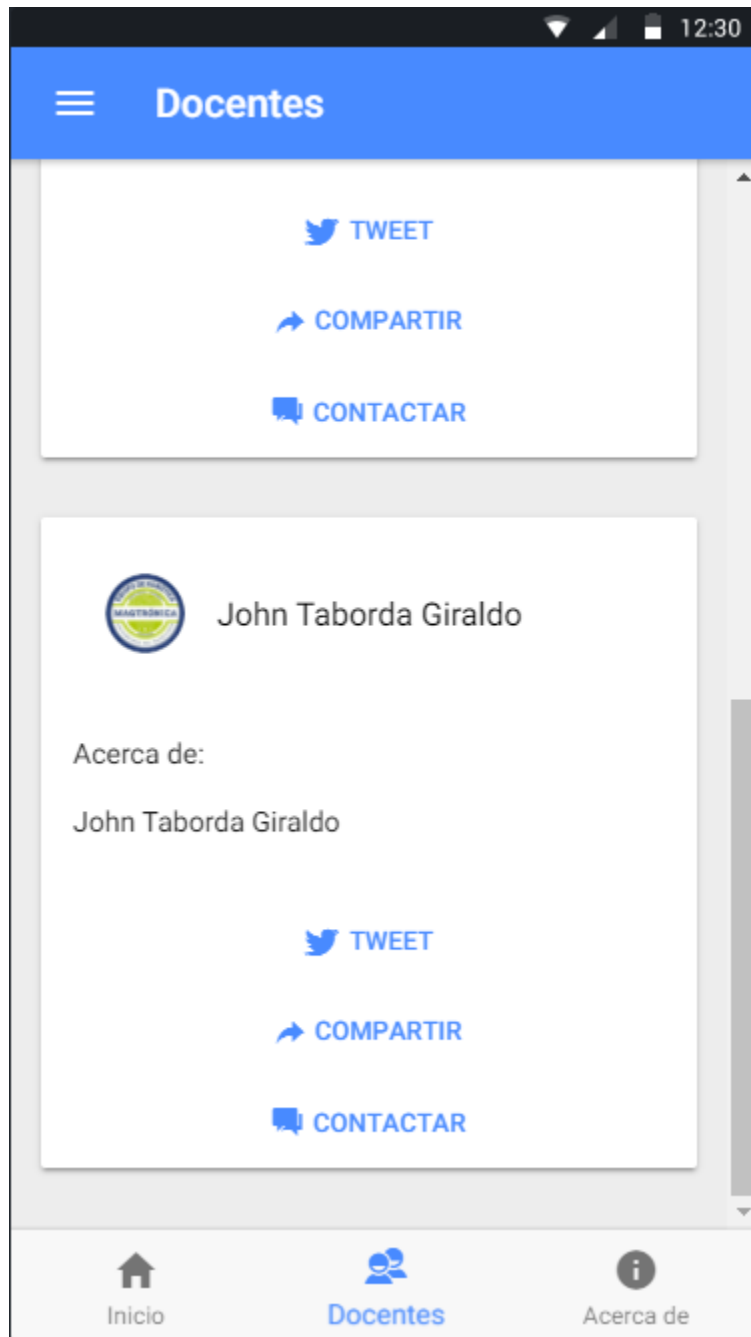 12:30
Docentes
TWEET
COMPARTIR
CONTACTAR
MAGTRÓNICA
John Taborda Giraldo
Acerca de:
John Taborda Giraldo
TWEET
COMPARTIR
CONTACTAR
Inicio
Docentes
Acerca de